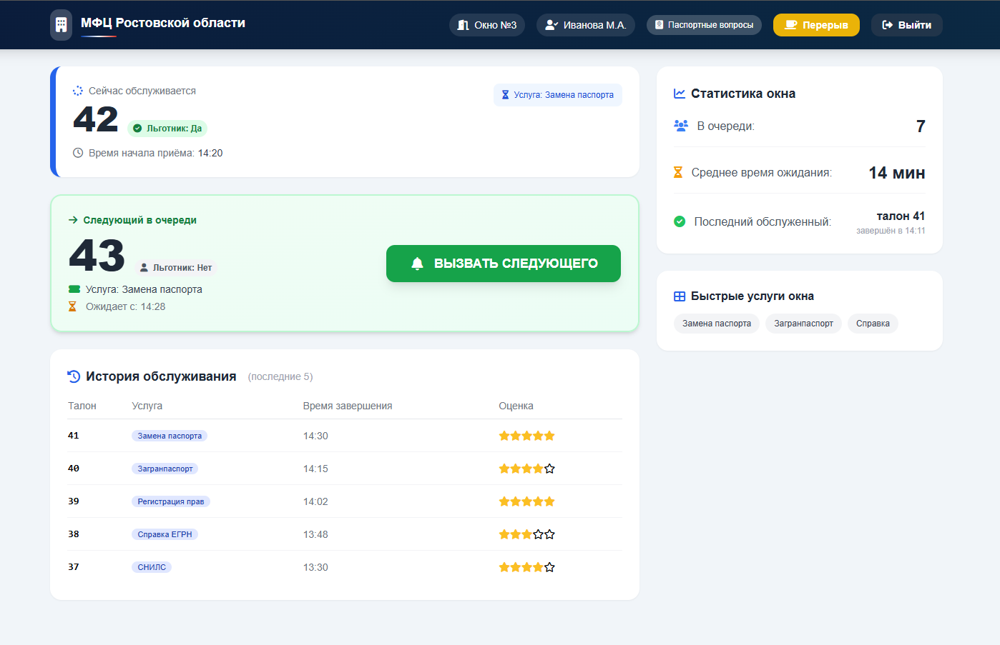 МФЦ Ростовской области
Окно №3
Иванова М.А.
Паспортные вопросы
Перерыв
Выйти
Сейчас обслуживается
42
Льготник: Да
Время начала приёма: 14:20
Услуга: Замена паспорта
Следующий в очереди
43
Льготник: Нет
Услуга: Замена паспорта
Ожидает с: 14:28
ВЫЗВАТЬ СЛЕДУЮЩЕГО
История обслуживания (последние 5)
Талон Услуга Время завершения Оценка
41 Замена паспорта 14:30
40 Загранпаспорт 14:15
39 Регистрация прав 14:02
38 Справка ЕГРН 13:48
37 СНИЛС 13:30
Статистика окна
В очереди: 7
Среднее время ожидания: 14 мин
Последний обслуженный: талон 41
завершён в 14:11
Быстрые услуги окна
Замена паспорта
Загранпаспорт
Справка